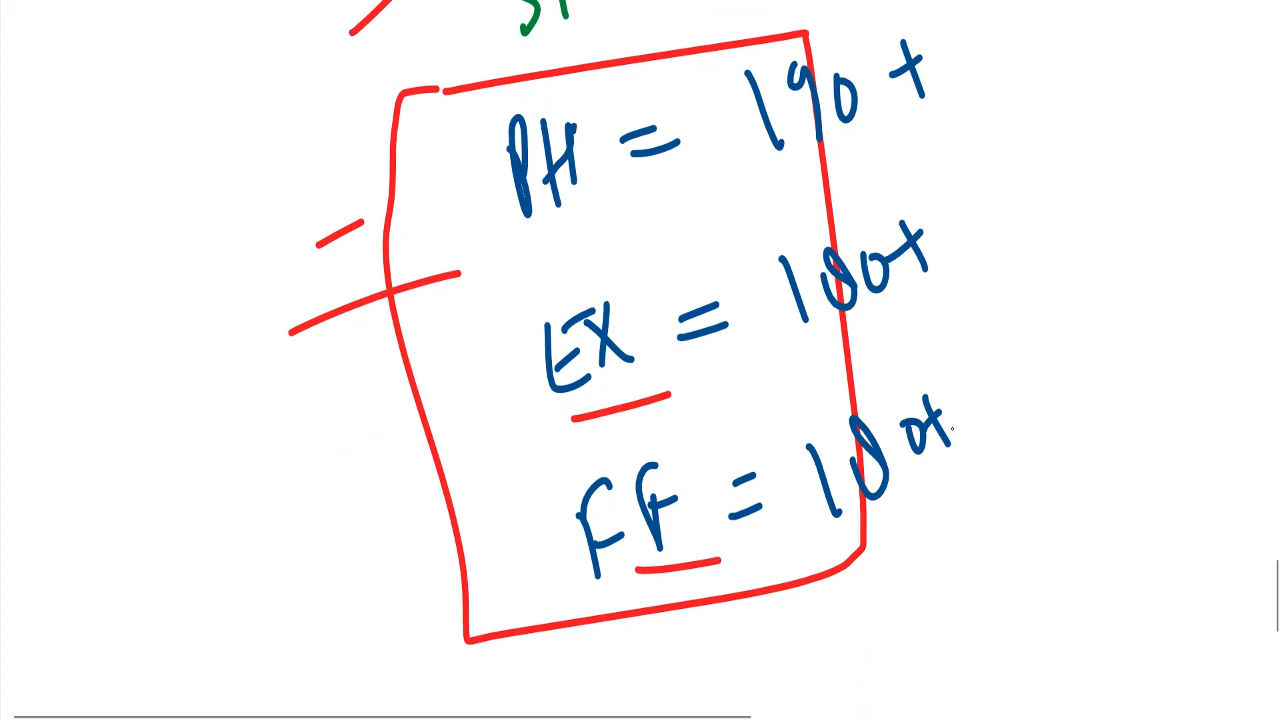 PH = 190+
EX = 180+
FF = 180+